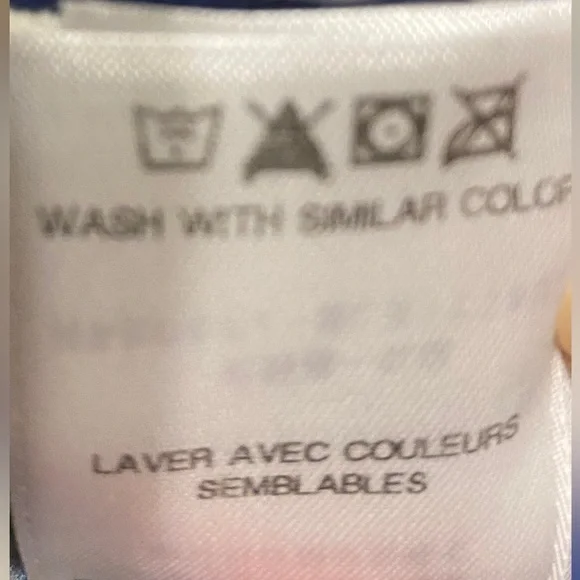 WASH WITH SIMILAR COLOR
LAVER AVEC COULEURS
SEMBLABLES